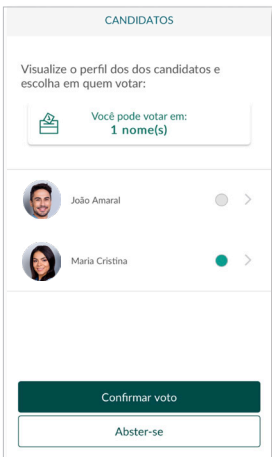 CANDIDATOS
Visualize o perfil dos dos candidatos e
escolha em quem votar:
Você pode votar em:
1 nome(s)
João Amaral
Maria Cristina
Confirmar voto
Abster-se